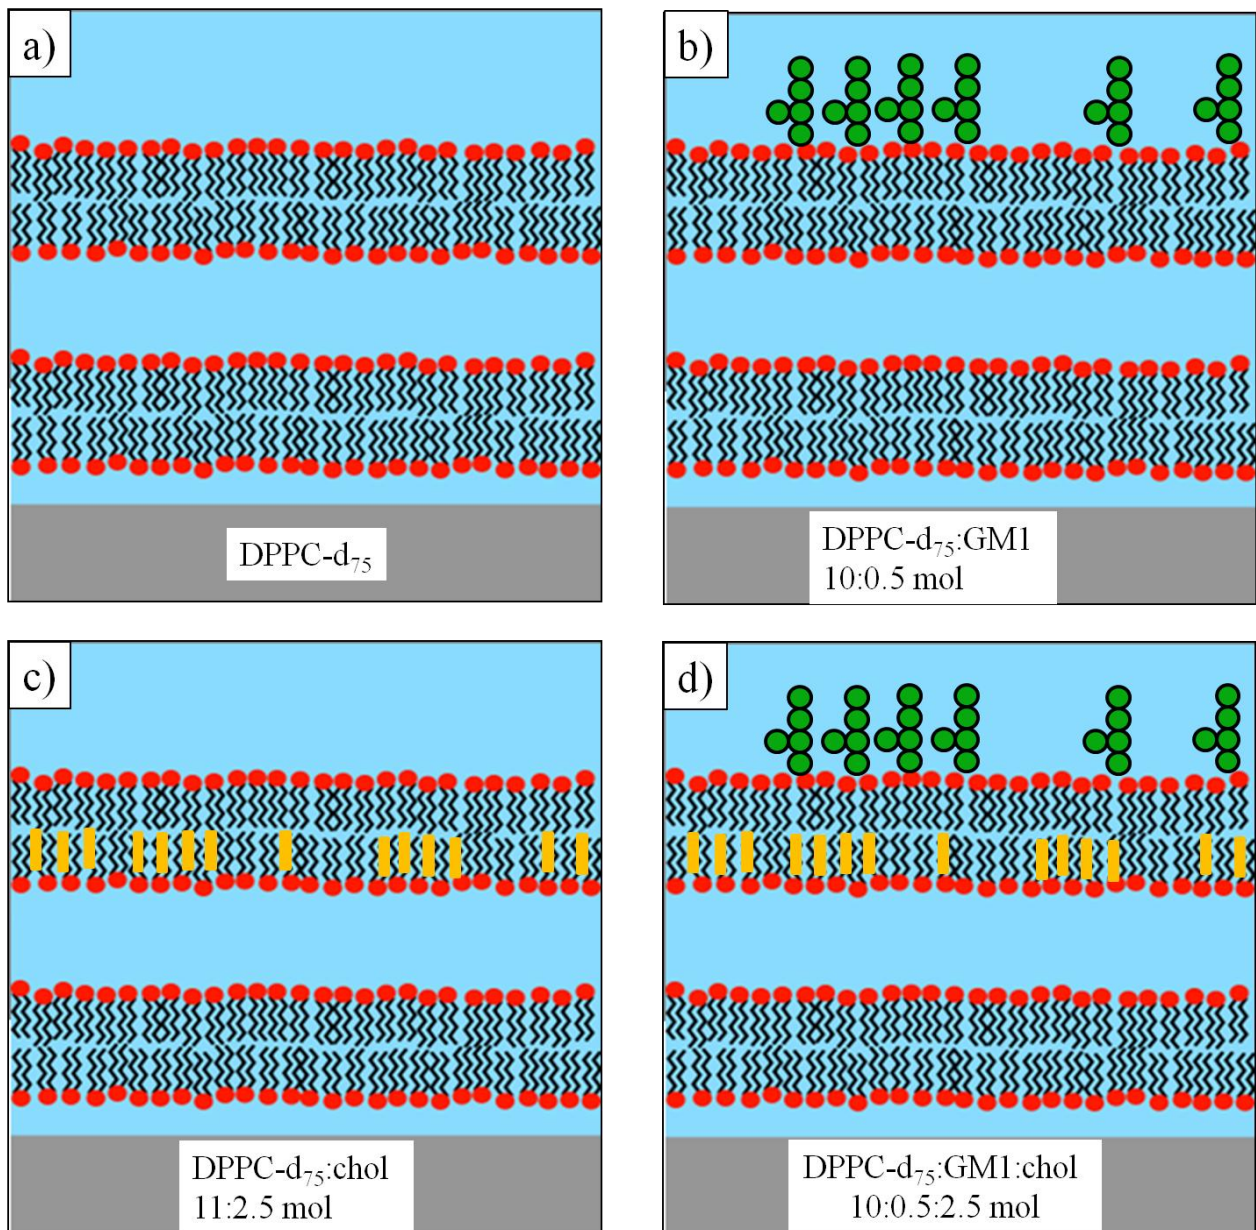 a)
DPPC-d₇₅
b)
DPPC-d₇₅:GM1
10:0.5 mol
c)
DPPC-d₇₅:chol
11:2.5 mol
d)
DPPC-d₇₅:GM1:chol
10:0.5:2.5 mol